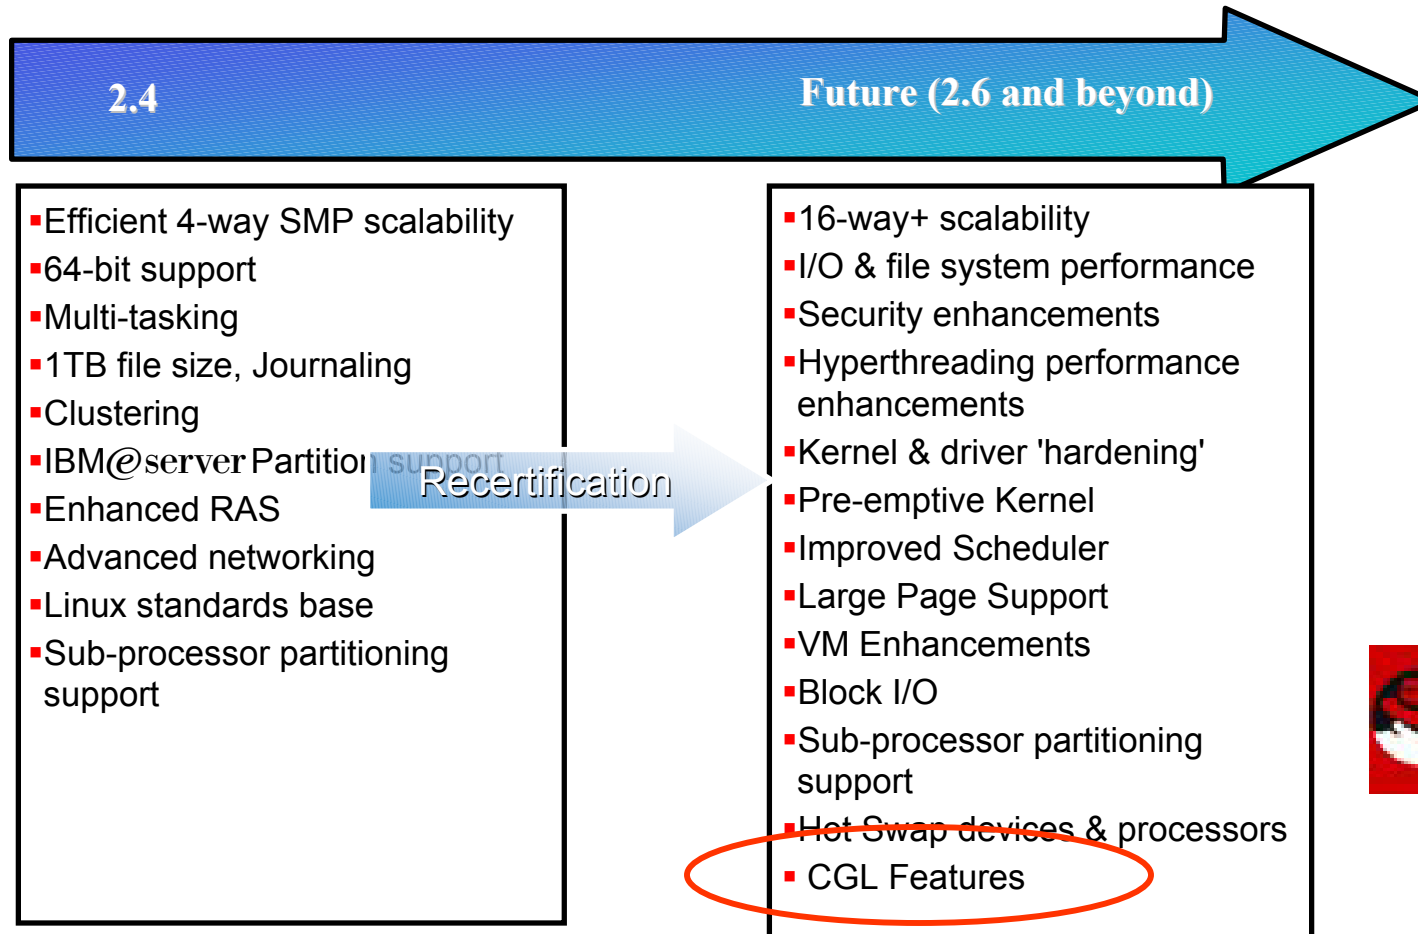 2.4
Future (2.6 and beyond)
▪Efficient 4-way SMP scalability
▪64-bit support
▪Multi-tasking
▪1TB file size, Journaling
▪Clustering
▪IBM@server Partition support
▪Enhanced RAS
▪Advanced networking
▪Linux standards base
▪Sub-processor partitioning
support
Recertification
▪16-way+ scalability
▪I/O & file system performance
▪Security enhancements
▪Hyperthreading performance
enhancements
▪Kernel & driver 'hardening'
▪Pre-emptive Kernel
▪Improved Scheduler
▪Large Page Support
▪VM Enhancements
▪Block I/O
▪Sub-processor partitioning
support
▪Hot Swap devices & processors
▪ CGL Features